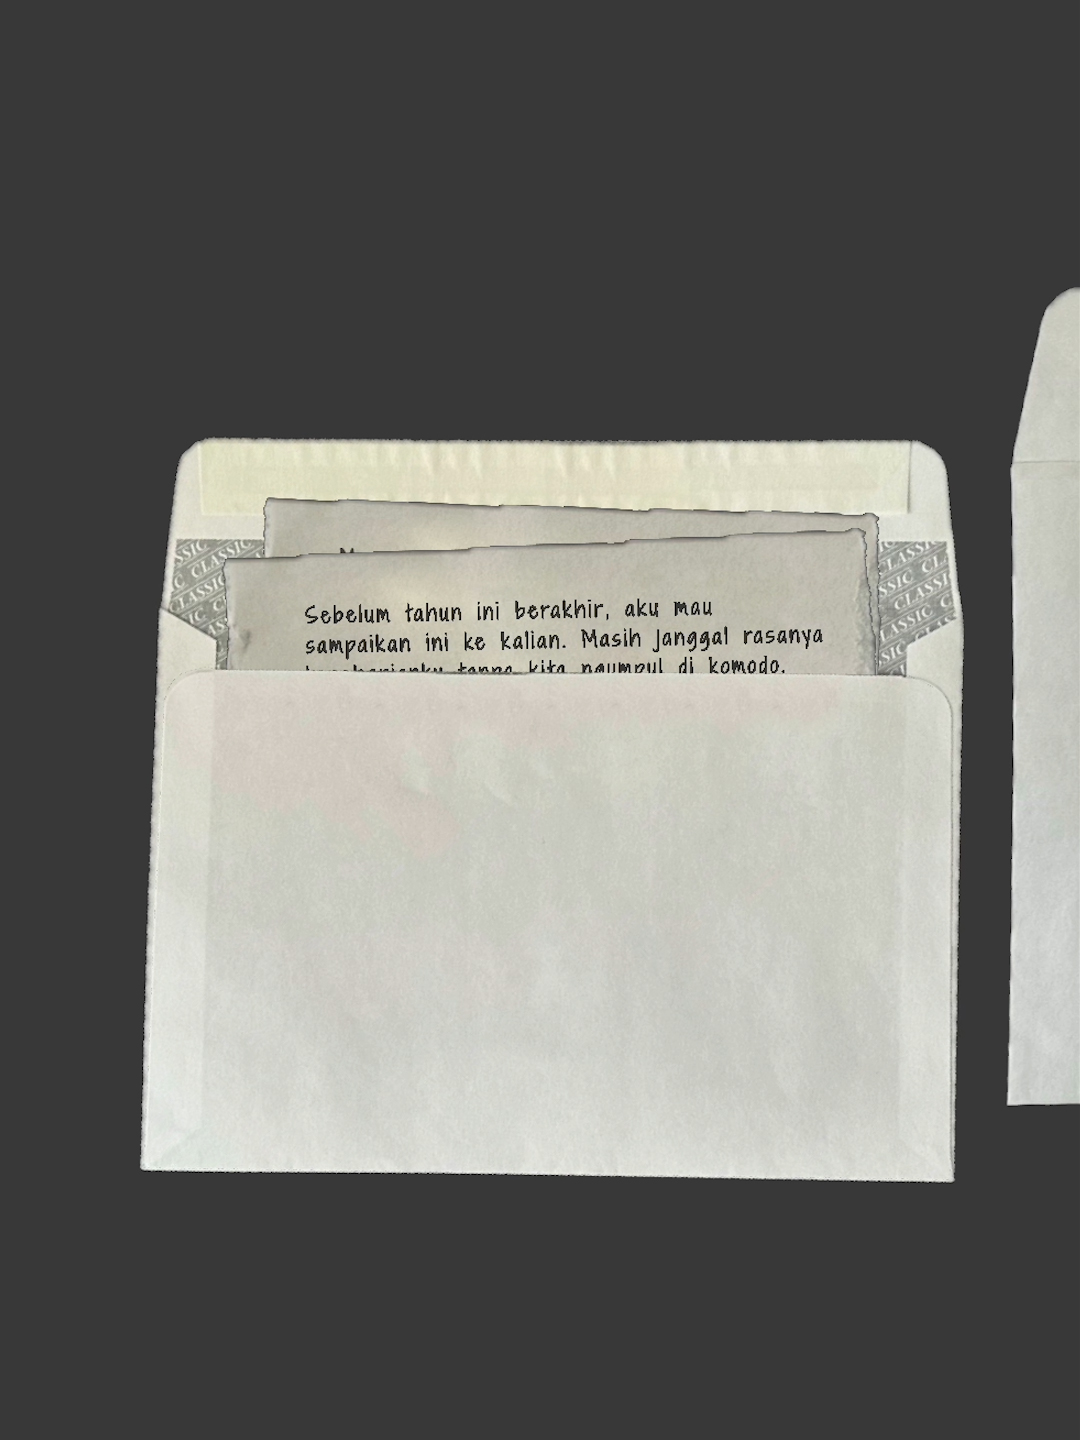 M
Sebelum tahun ini berakhir, aku mau
sampaikan ini ke kalian. Masih janggal rasanya
tanpa kita ngumpul di komodo.
CLASSIC CLASSIC
CLASSIC
CLASSIC
CLASSIC
CLASSIC